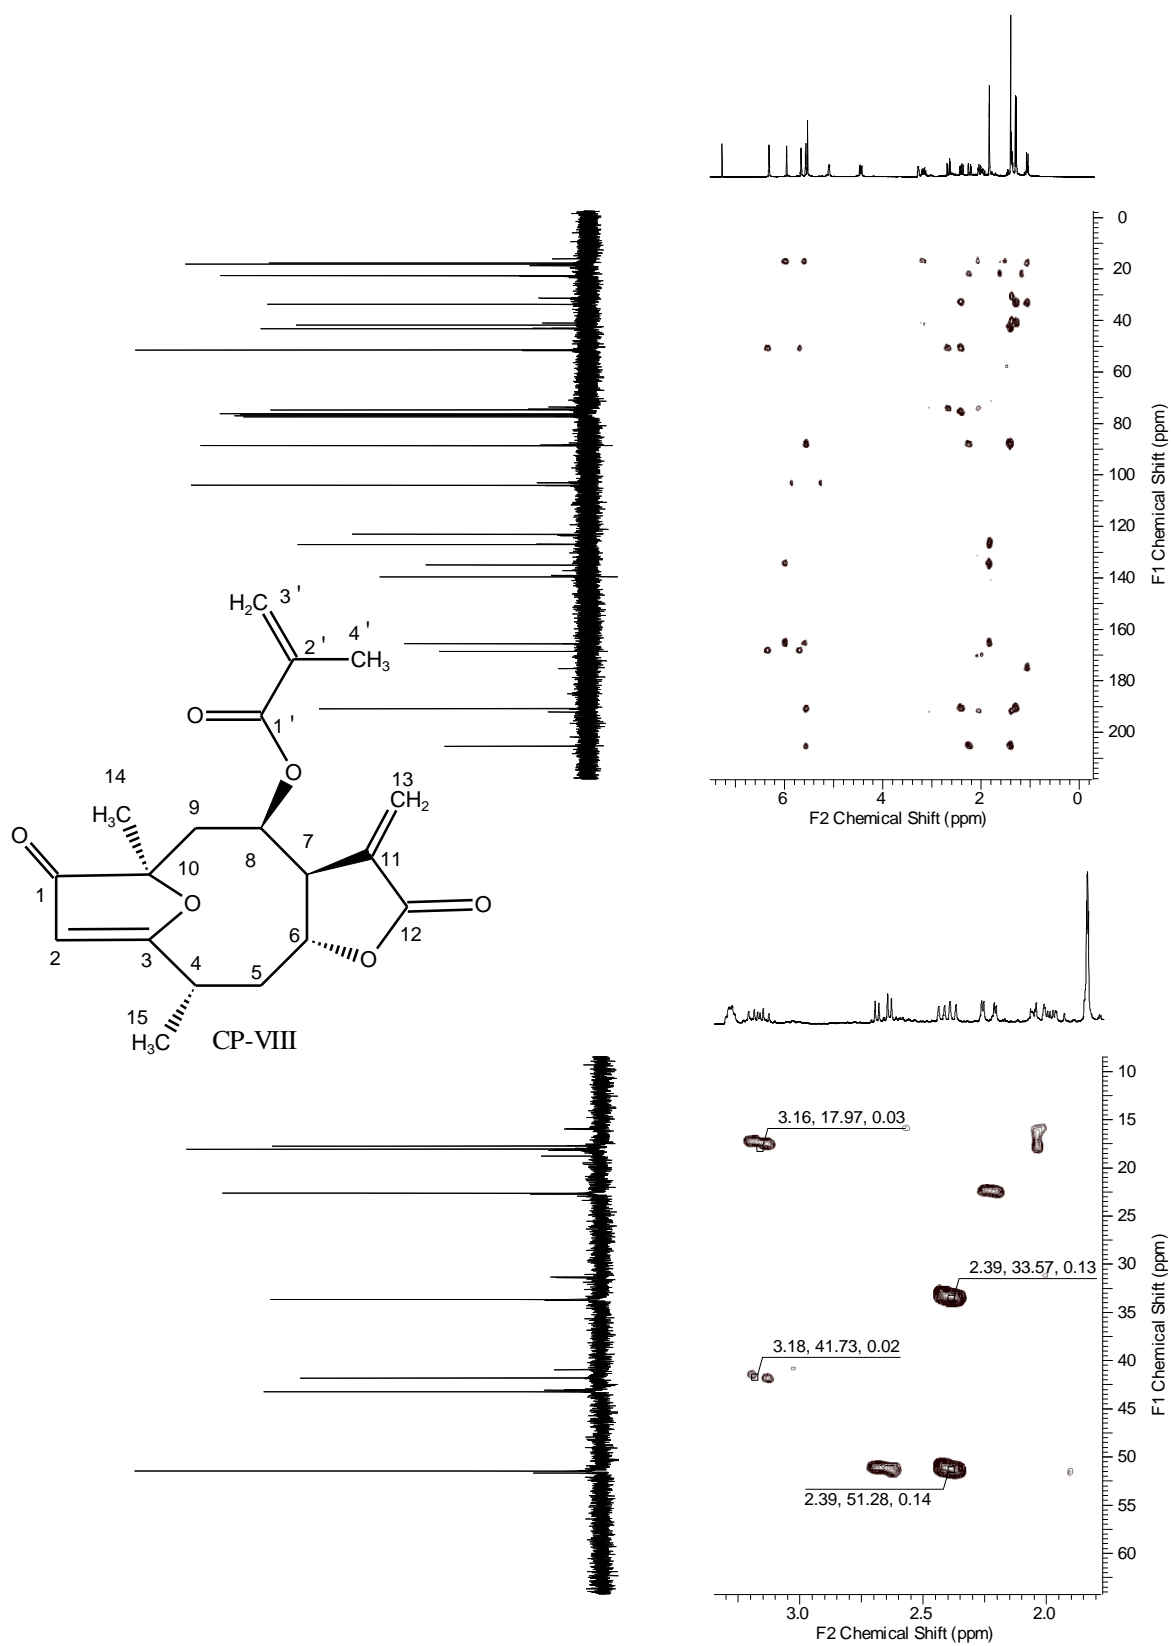 0
20
40
60
80
100
120
140
160
180
200
F1 Chemical Shift (ppm)
6 4 2 0
F2 Chemical Shift (ppm)
H₂C 3 '
2 ' 4 '
CH₃
O
1 '
O
14
H₃C
9
13
CH₂
O
7
8
10
11
1
O
O
2
3
4
5
6
12
O
15
H₃C
CP-VIII
10
15
20
25
30
35
40
45
50
55
60
F1 Chemical Shift (ppm)
3.16, 17.97, 0.03
2.39, 33.57, 0.13
3.18, 41.73, 0.02
2.39, 51.28, 0.14
3.0 2.5 2.0
F2 Chemical Shift (ppm)